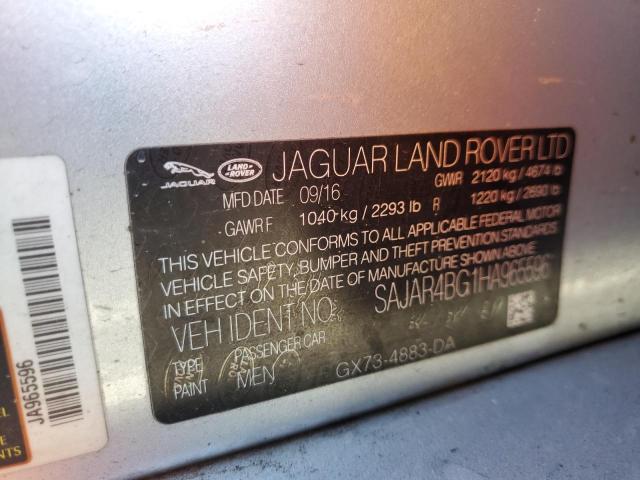 JAGUAR
LAND ROVER
JAGUAR LAND ROVER LTD
MFD DATE 09/16 GVWR 2120 kg / 4674 lb
GAWR F 1040 kg / 2293 lb R 1220 kg / 2690 lb
THIS VEHICLE CONFORMS TO ALL APPLICABLE FEDERAL MOTOR
VEHICLE SAFETY, BUMPER AND THEFT PREVENTION STANDARDS
IN EFFECT ON THE DATE OF MANUFACTURE SHOWN ABOVE
VEH IDENT NO: SAJAR4BG1HA965596
TYPE PASSENGER CAR
PAINT MEN GX73-4883-DA
JA965596
EL
E
NTS